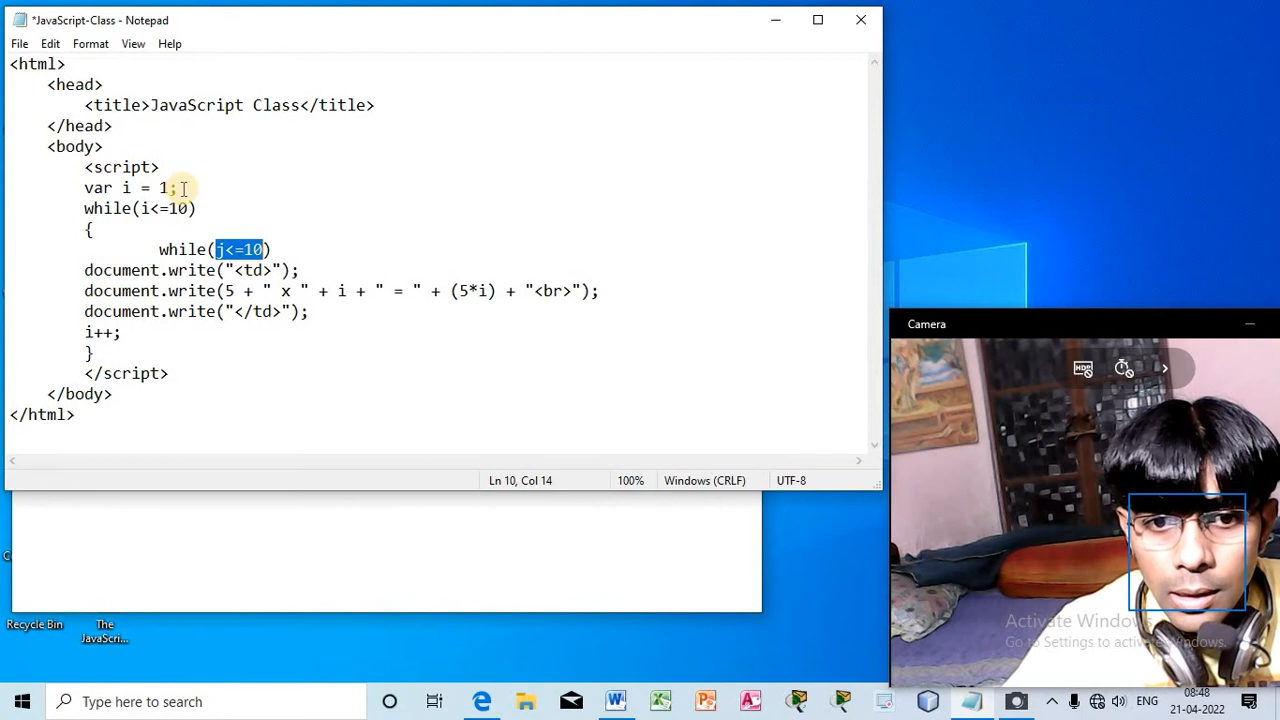 *JavaScript-Class - Notepad
File Edit Format View Help
<html>
<head>
<title>JavaScript Class</title>
</head>
<body>
<script>
var i = 1;
while(i<=10)
{
while(j<=10)
document.write("<td>");
document.write(5 + " x " + i + " = " + (5*i) + "<br>");
document.write("</td>");
i++;
}
</script>
</body>
</html>
Ln 10, Col 14 100% Windows (CRLF) UTF-8
Camera
HDR
Activate Windows
Go to Settings to activate Windows.
Recycle Bin
The
JavaScri...
Type here to search
ENG
08:48
21-04-2022